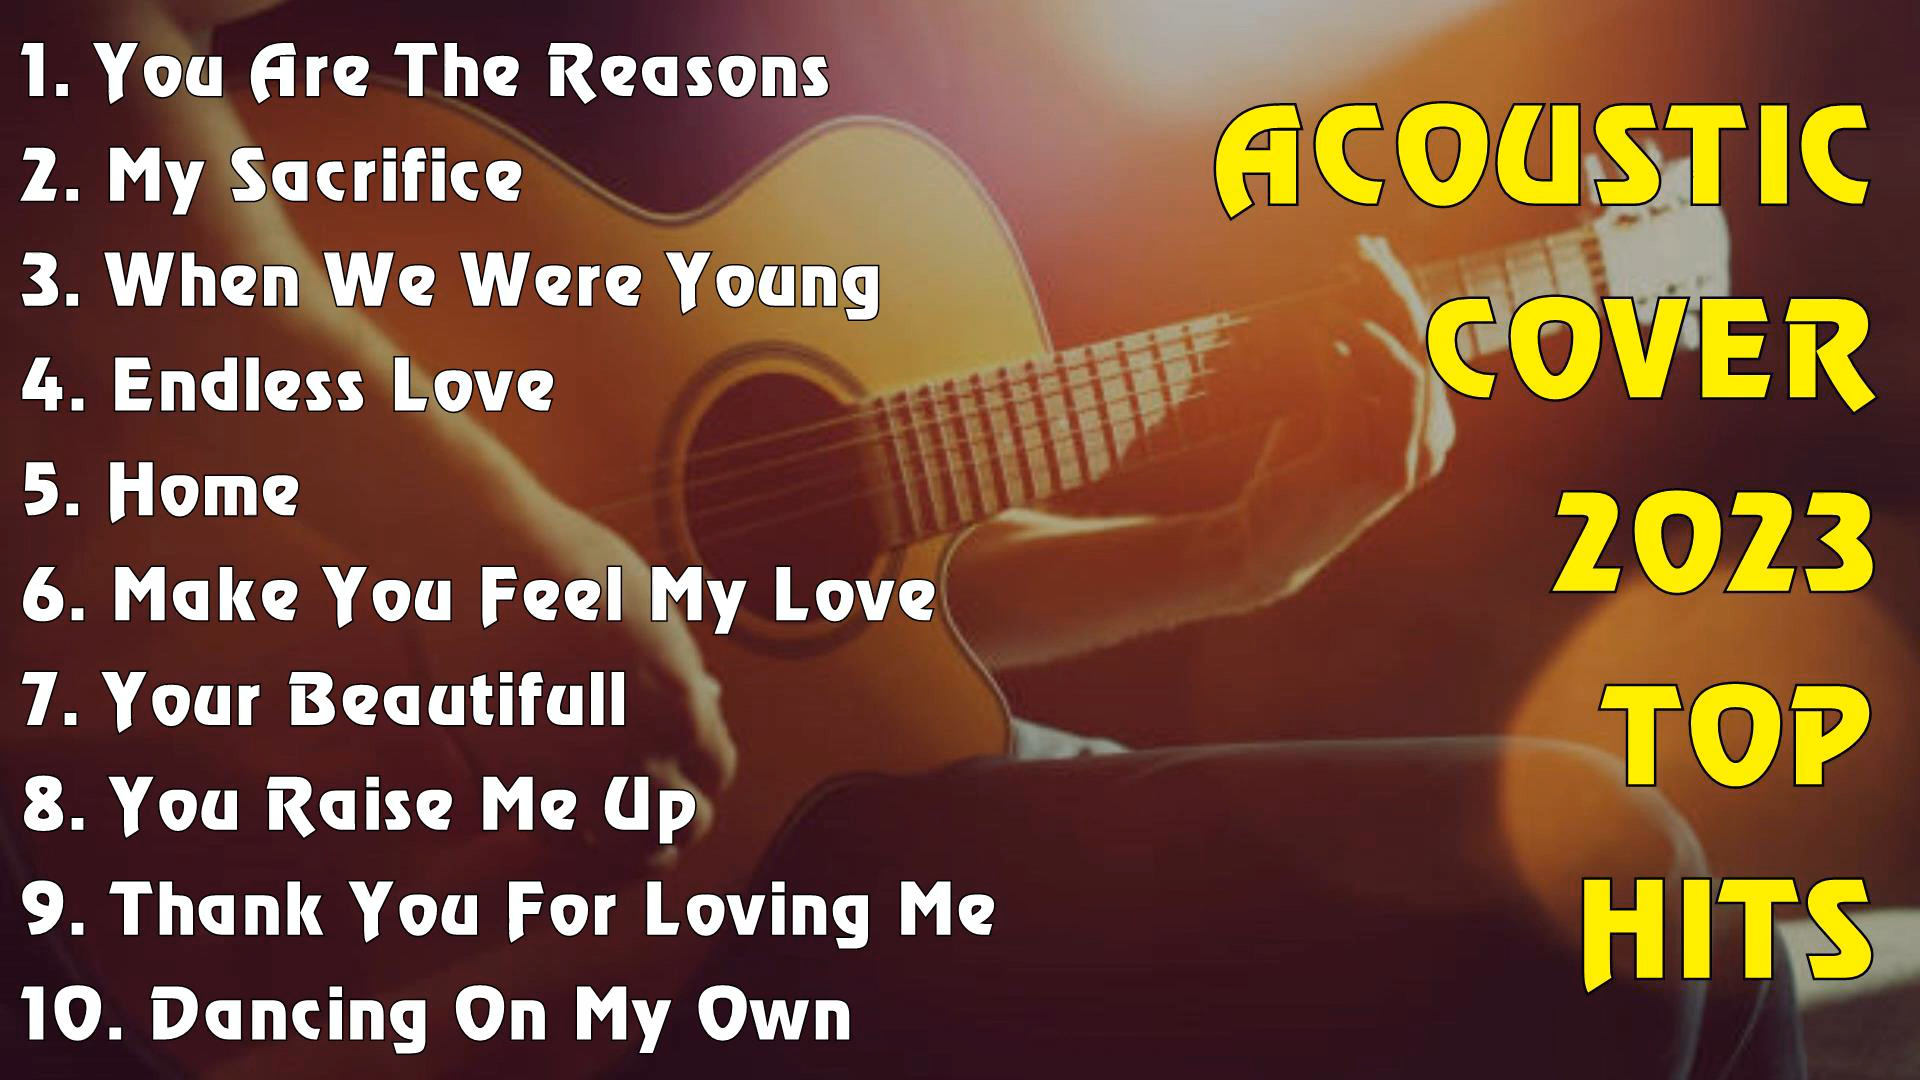 1. You Are The Reasons
2. My Sacrifice
3. When We Were Young
4. Endless Love
5. Home
6. Make You Feel My Love
7. Your Beautifull
8. You Raise Me Up
9. Thank You For Loving Me
10. Dancing On My Own
ACOUSTIC
COVER
2023
TOP
HITS